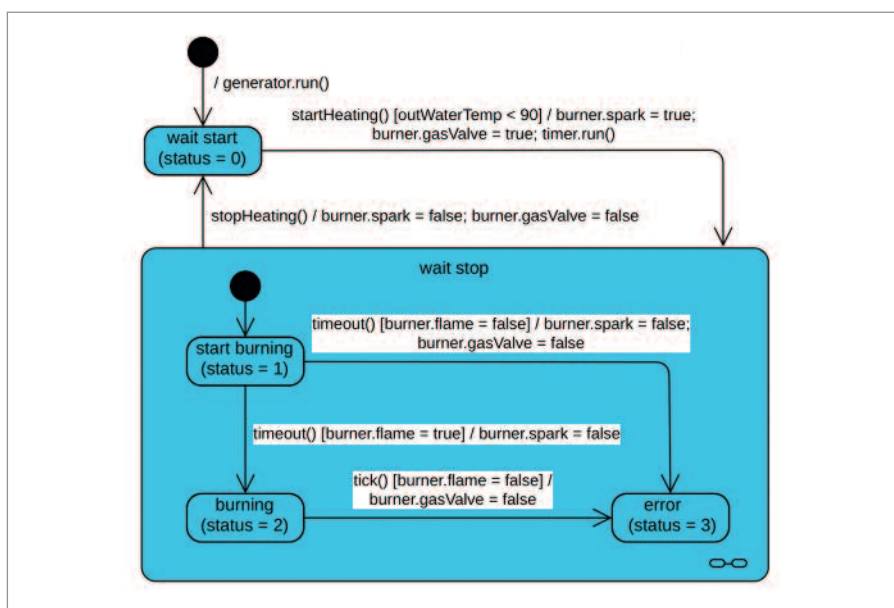 / generator.run()
startHeating() [outWaterTemp < 90] / burner.spark = true;
burner.gasValve = true; timer.run()
wait start
(status = 0)
stopHeating() / burner.spark = false; burner.gasValve = false
wait stop
timeout() [burner.flame = false] / burner.spark = false;
burner.gasValve = false
start burning
(status = 1)
timeout() [burner.flame = true] / burner.spark = false
tick() [burner.flame = false] /
burner.gasValve = false
burning
(status = 2)
error
(status = 3)